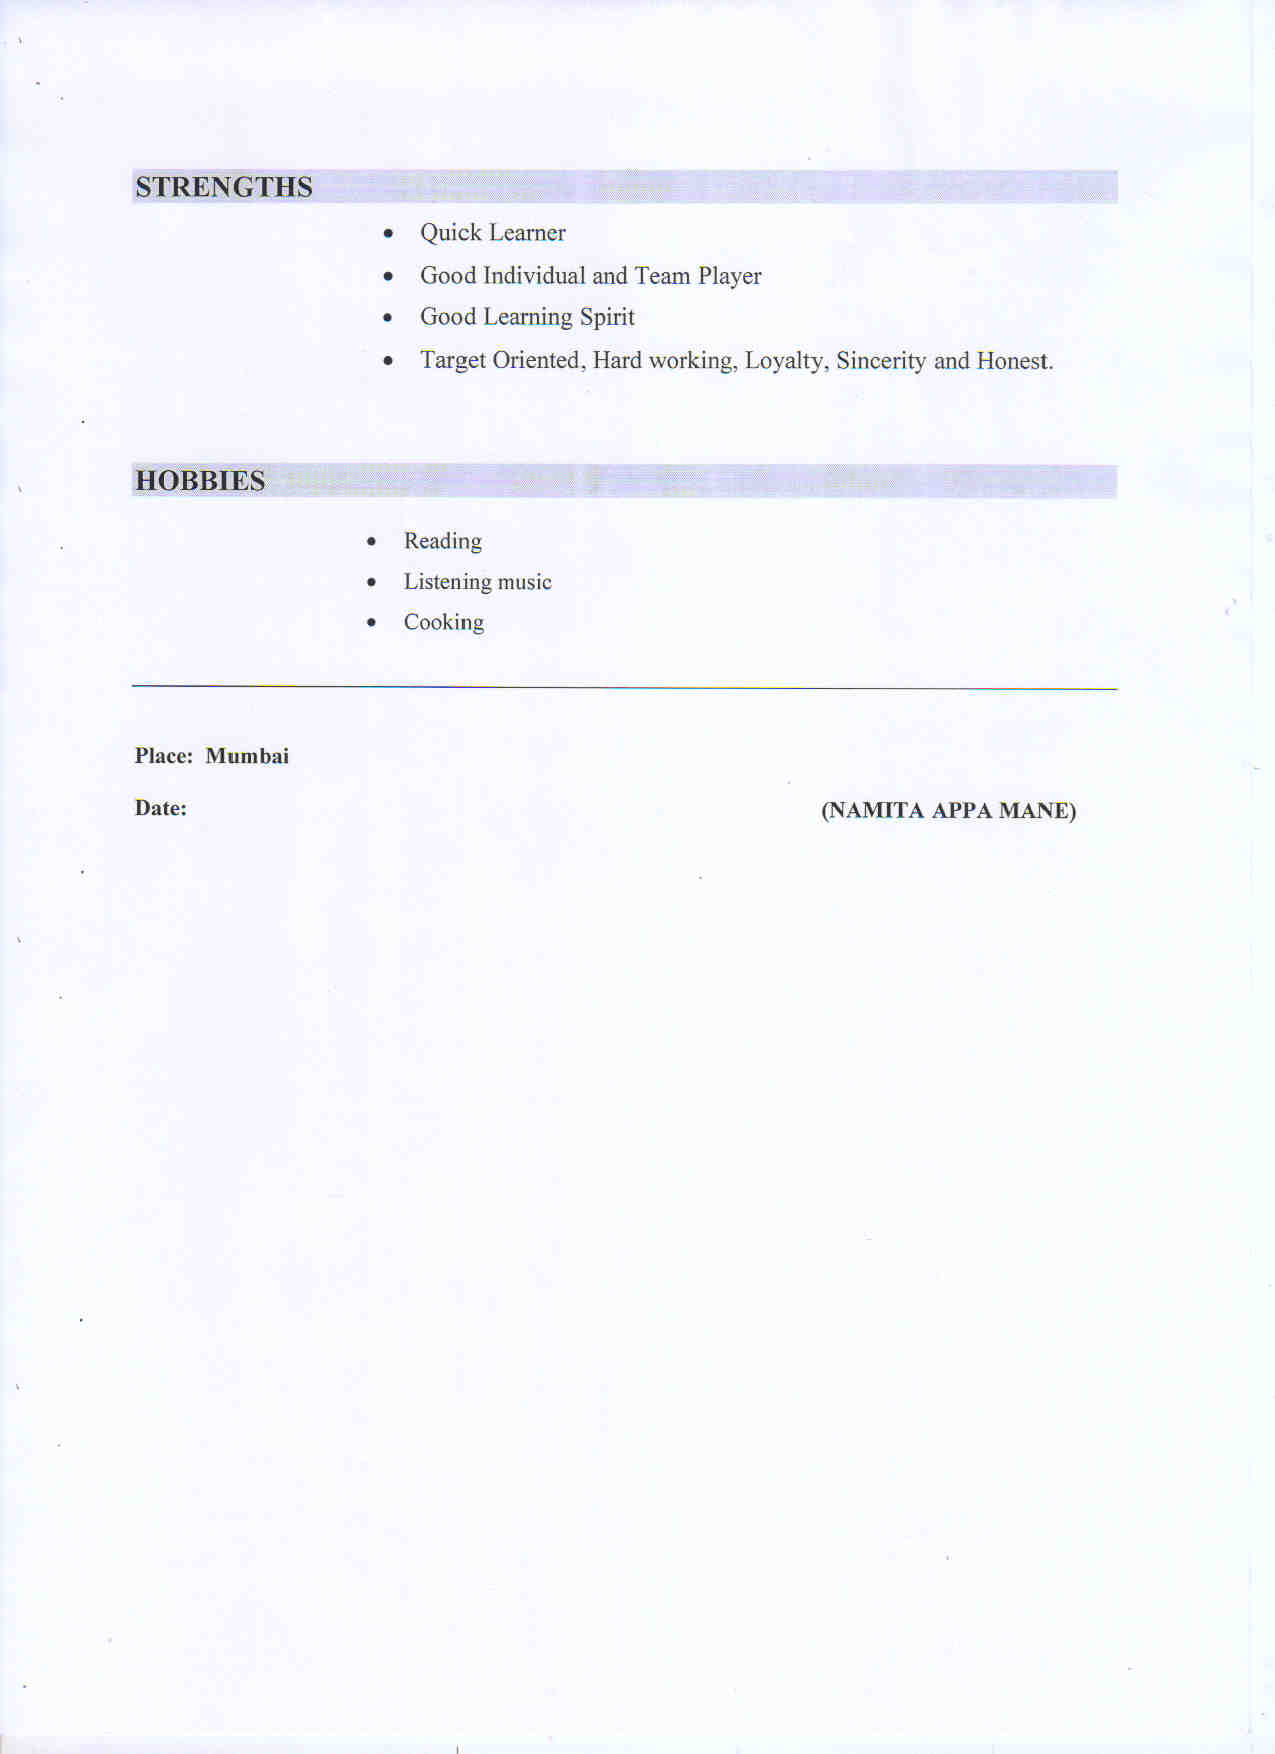 STRENGTHS
• Quick Learner
• Good Individual and Team Player
• Good Learning Spirit
• Target Oriented, Hard working, Loyalty, Sincerity and Honest.
HOBBIES
• Reading
• Listening music
• Cooking
Place: Mumbai
Date: (NAMITA APPA MANE)